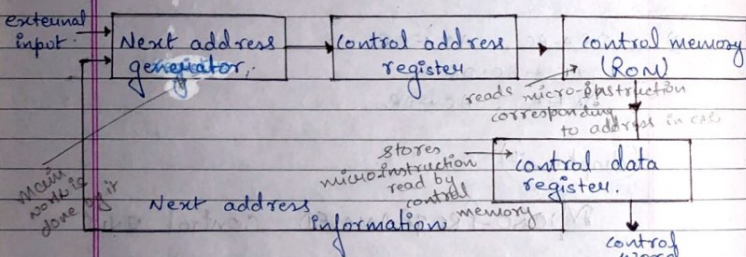 external
input.
Next address
generator,
control address
register
control memory
(ROM)
reads micro-instruction
corresponding
to address in CAR
main
work is
done by it
stores
microinstruction
read by
control
memory
control data
register.
Next address
information
control